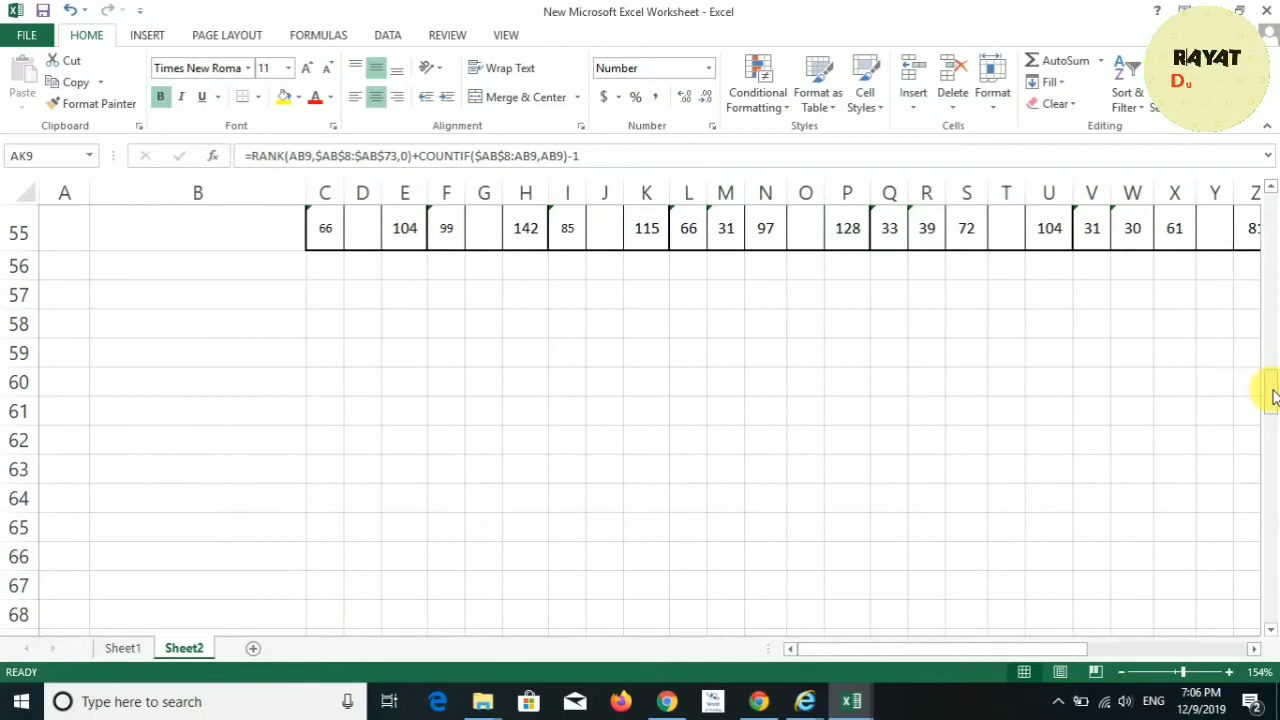 New Microsoft Excel Worksheet - Excel
?
FILE HOME INSERT PAGE LAYOUT FORMULAS DATA REVIEW VIEW
RAYAT
Du
Paste
Cut
Copy
Format Painter
Clipboard
Times New Roma 11
B I U
A A
Font
Wrap Text
Merge & Center
Alignment
Number
$ % ,
Number
Conditional Formatting
Format as Table
Cell Styles
Styles
Insert Delete Format
Cells
AutoSum
Fill
Clear
Sort & Filter
Editing
AK9 fx =RANK(AB9,$AB$8:$AB$73,0)+COUNTIF($AB$8:AB9,AB9)-1
A B C D E F G H I J K L M N O P Q R S T U V W X Y Z
55 66 104 99 142 85 115 66 31 97 128 33 39 72 104 31 30 61 81
56
57
58
59
60
61
62
63
64
65
66
67
68
Sheet1 Sheet2
READY 154%
Type here to search
ENG
7:06 PM
12/9/2019
2